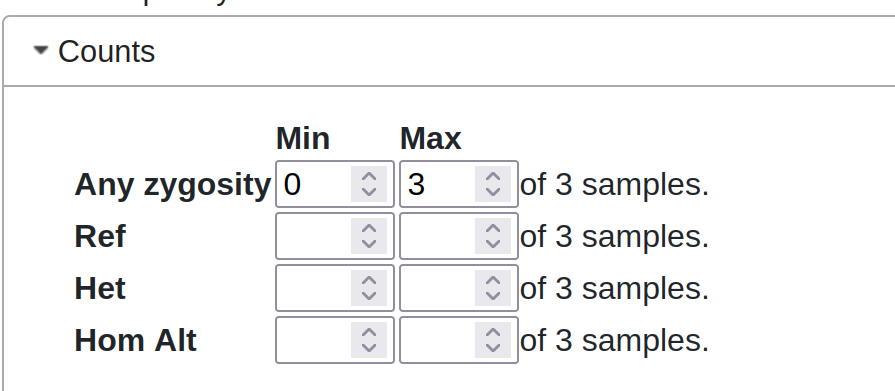 Counts
Min Max
Any zygosity 0 3 of 3 samples.
Ref of 3 samples.
Het of 3 samples.
Hom Alt of 3 samples.